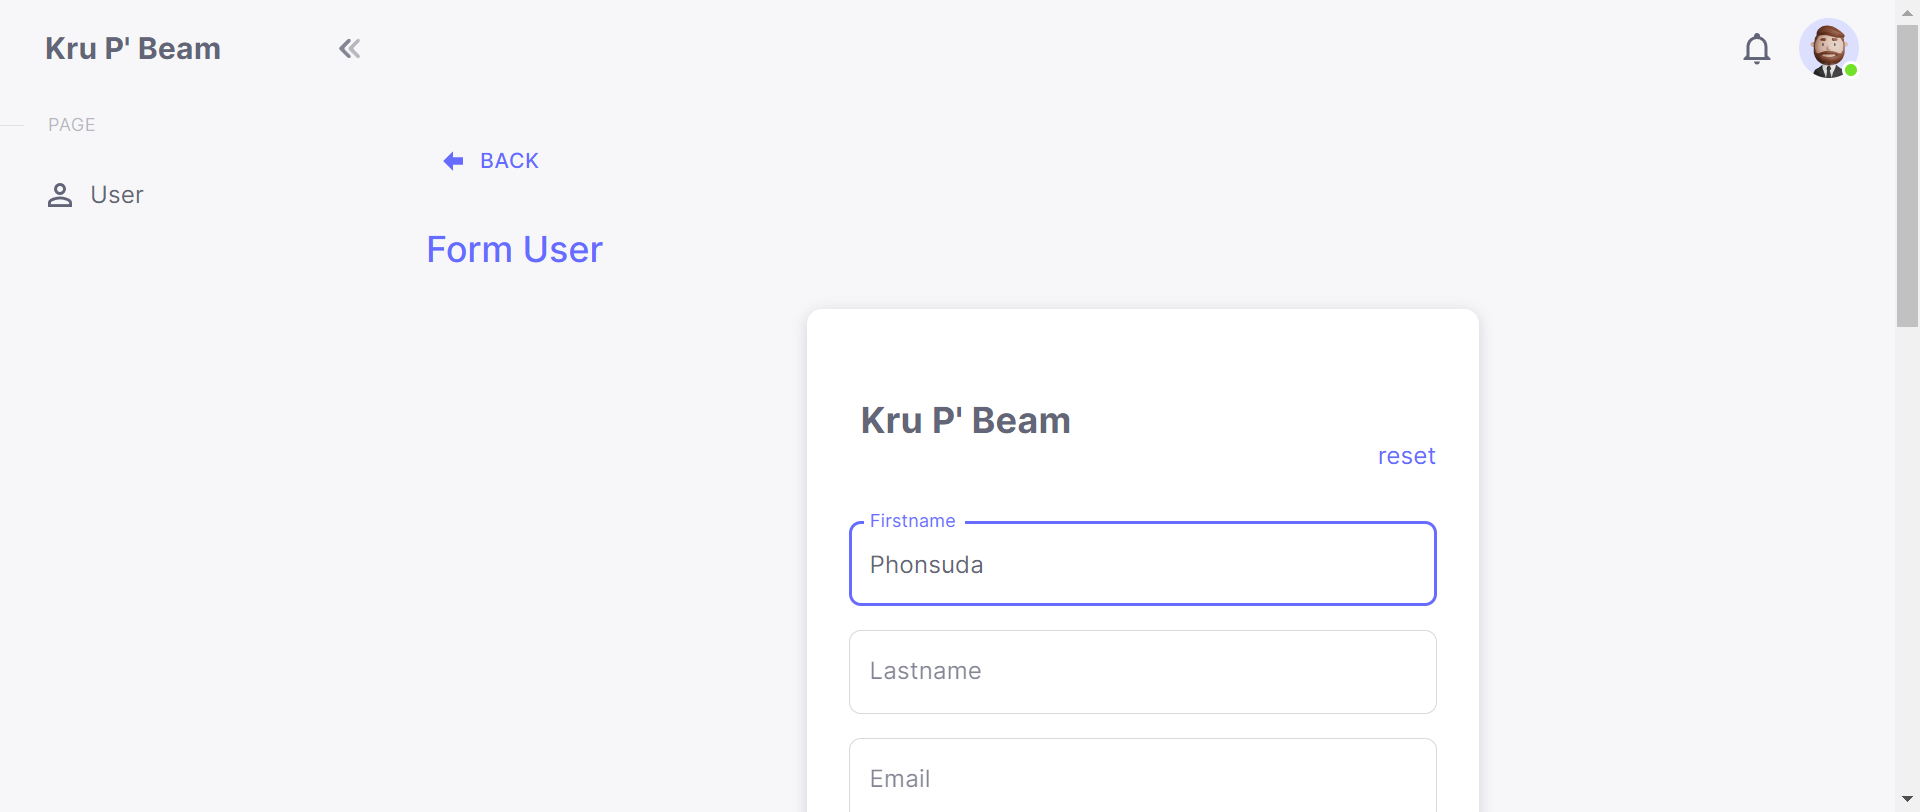 Kru P' Beam
PAGE
User
BACK
Form User
Kru P' Beam
reset
Firstname
Phonsuda
Lastname
Email